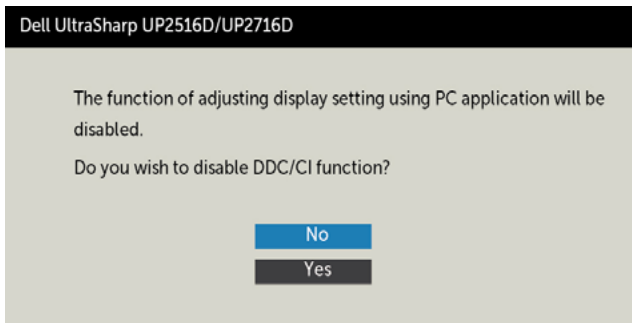 Dell UltraSharp UP2516D/UP2716D
The function of adjusting display setting using PC application will be
disabled.
Do you wish to disable DDC/CI function?
No
Yes